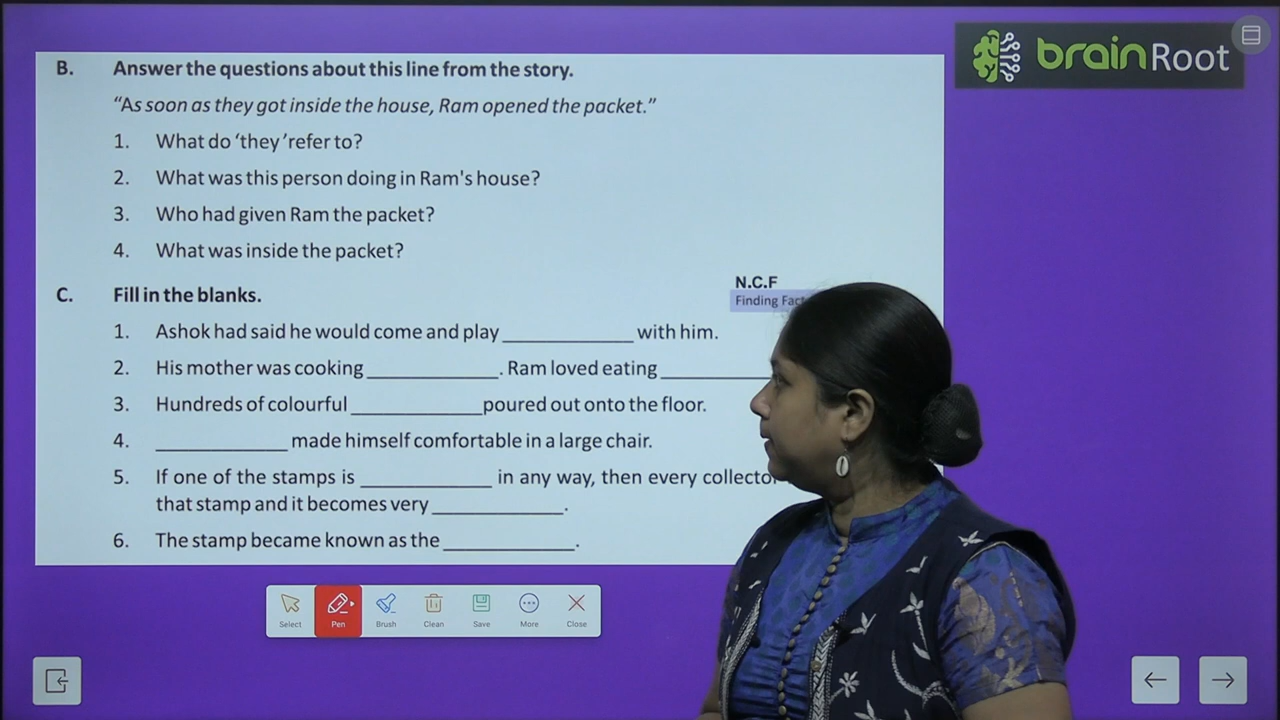 brainRoot
B. Answer the questions about this line from the story.
“As soon as they got inside the house, Ram opened the packet.”
1. What do ‘they’refer to?
2. What was this person doing in Ram's house?
3. Who had given Ram the packet?
4. What was inside the packet?
N.C.F
C. Fill in the blanks.
Finding
1. Ashok had said he would come and play ____________ with him.
2. His mother was cooking ____________. Ram loved eating __________
3. Hundreds of colourful ____________ poured out onto the floor.
4. ____________ made himself comfortable in a large chair.
5. If one of the stamps is ____________ in any way, then every collector
that stamp and it becomes very ____________.
6. The stamp became known as the ____________.
Select Pen Brush Clean Save More Close